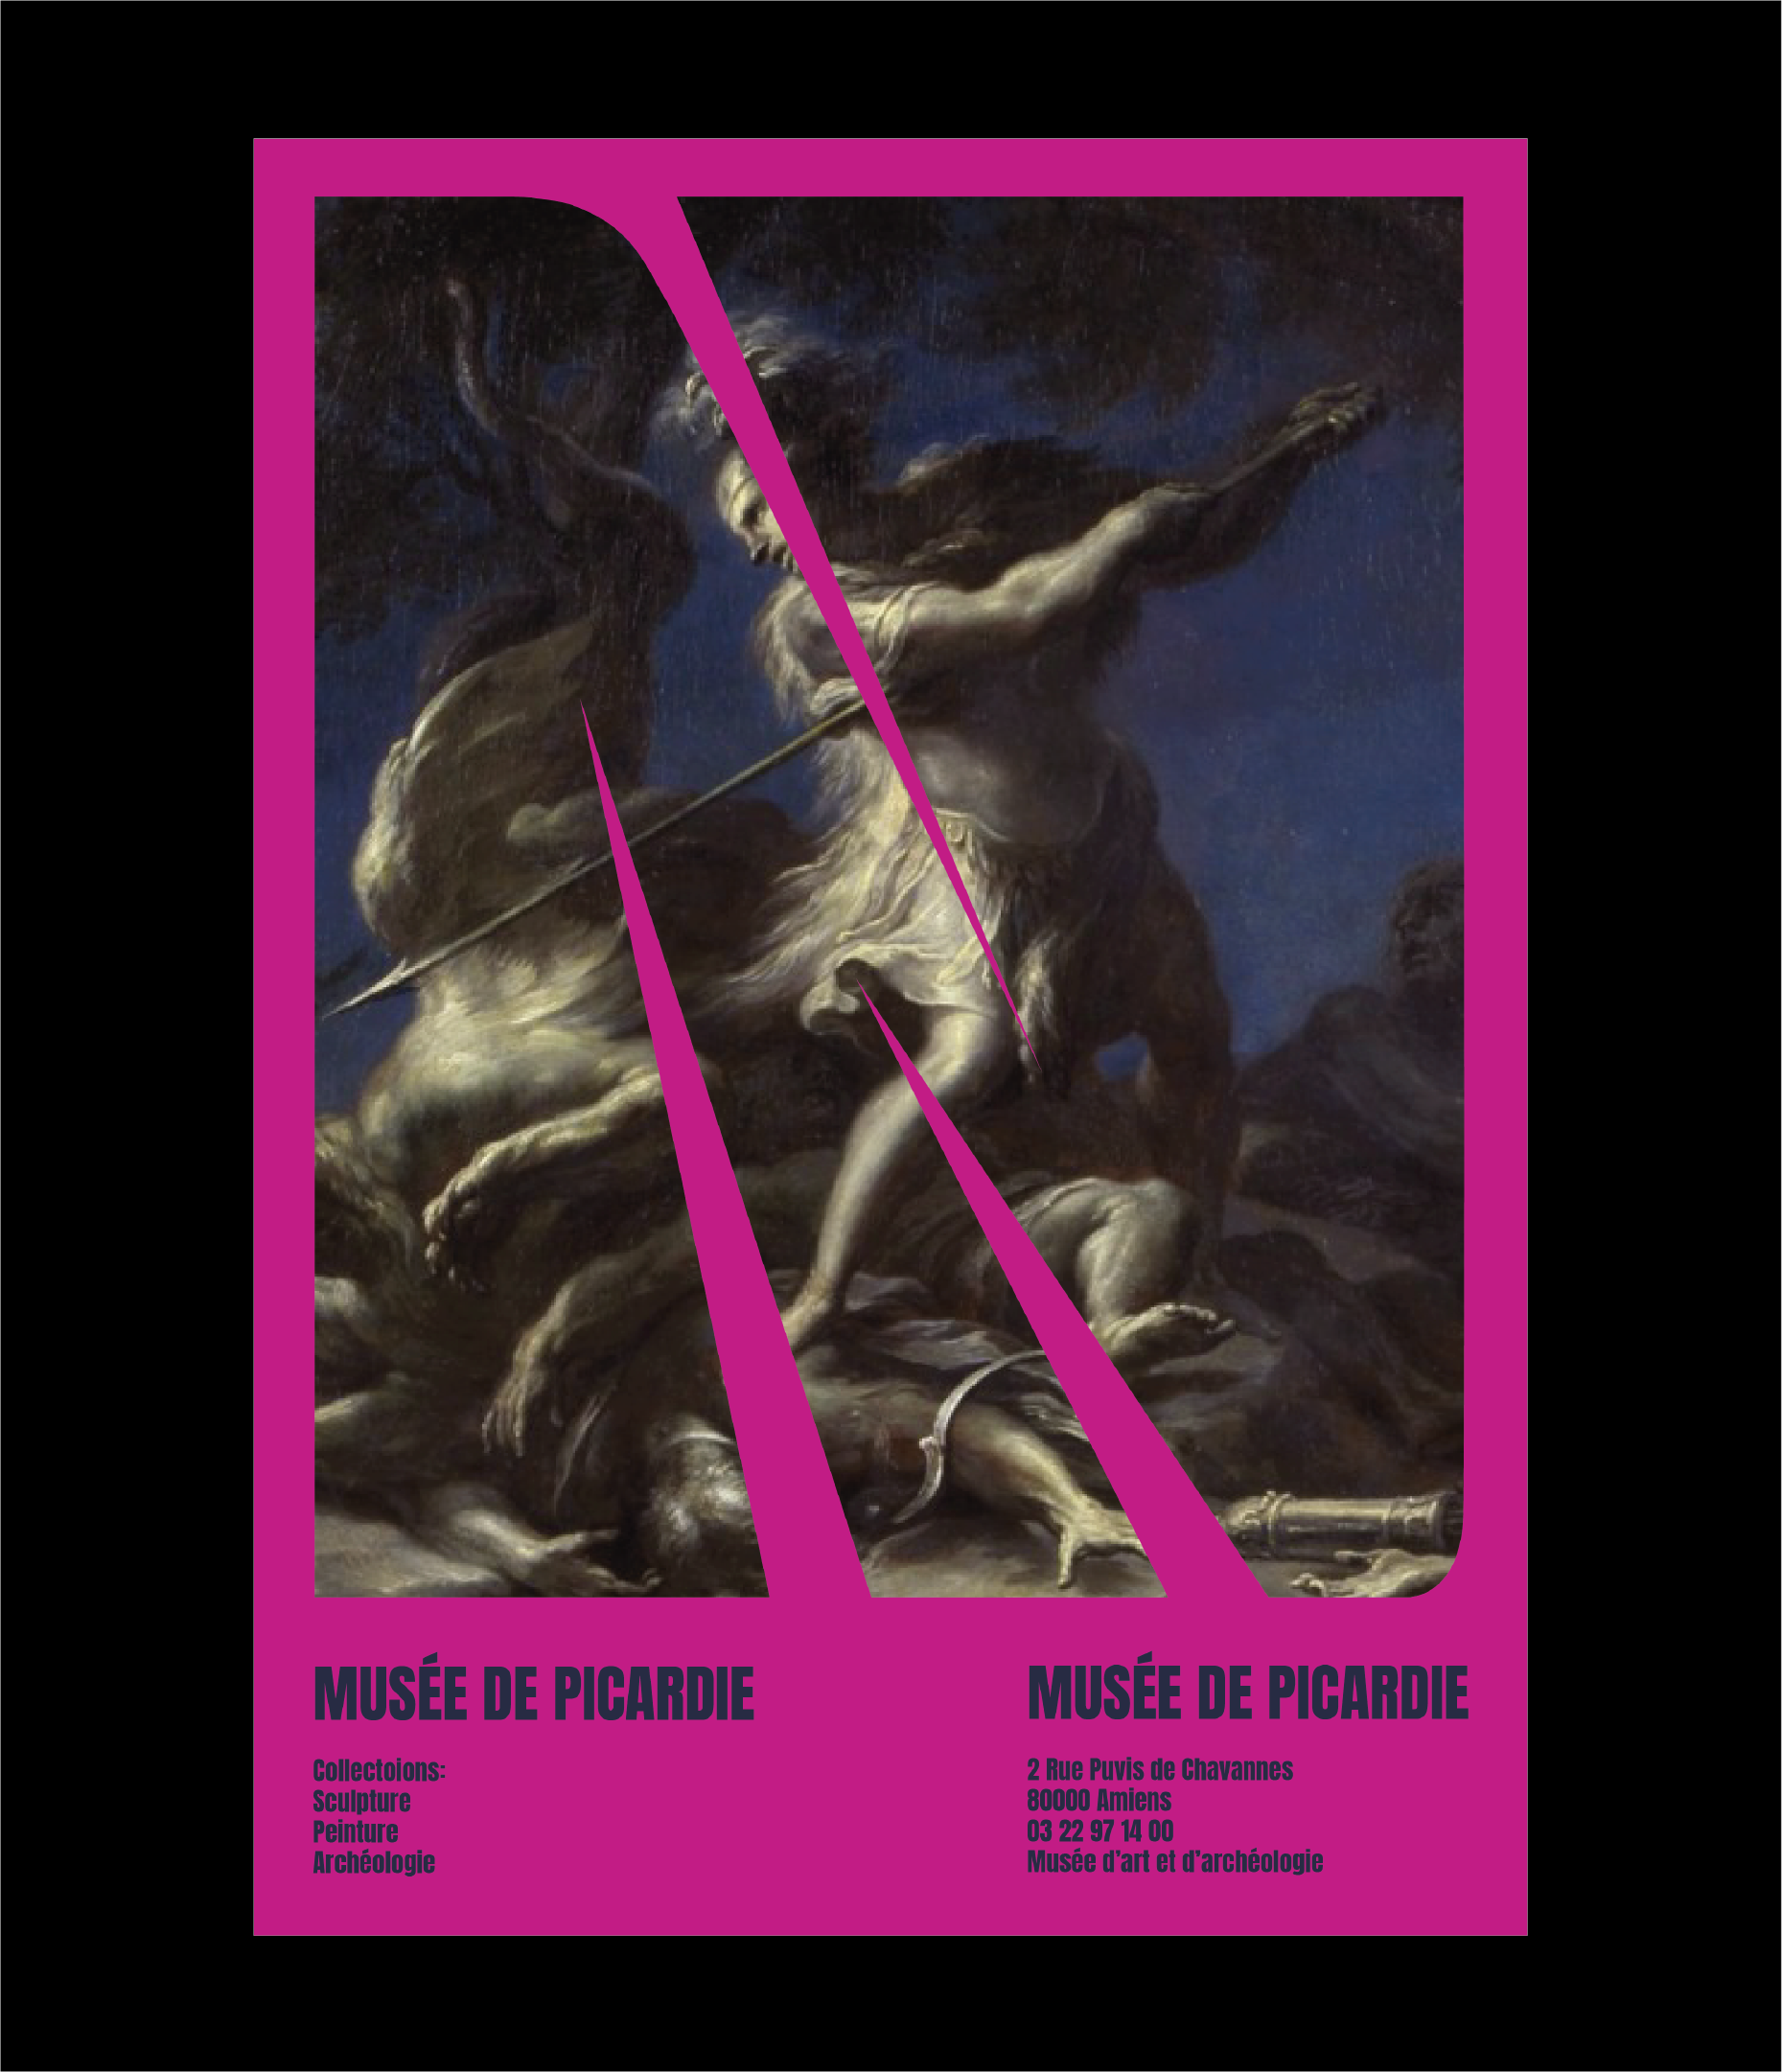 MUSÉE DE PICARDIE
Collectoions:
Sculpture
Peinture
Archéologie
MUSÉE DE PICARDIE
2 Rue Puvis de Chavannes
80000 Amiens
03 22 97 14 00
Musée d’art et d’archéologie